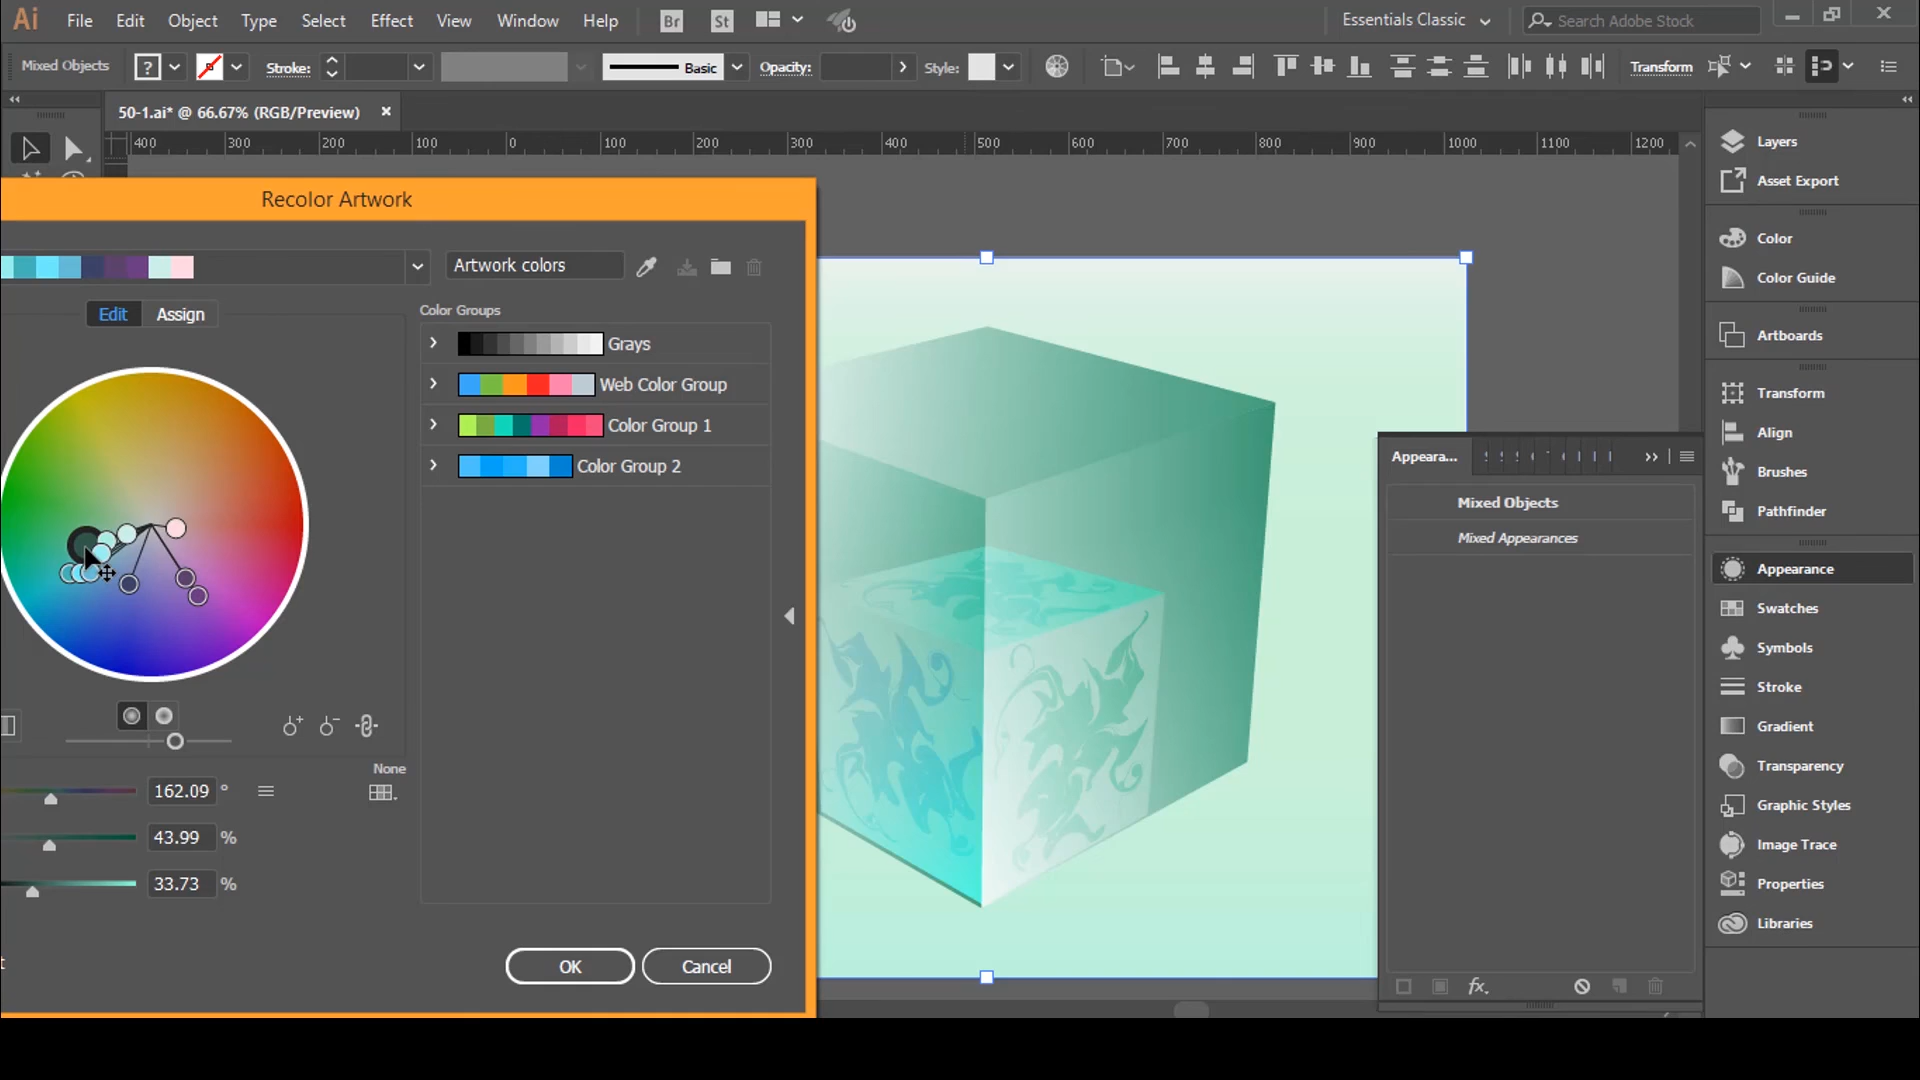 Ai File Edit Object Type Select Effect View Window Help Br St Essentials Classic Search Adobe Stock
Mixed Objects ? Stroke: Basic Opacity: Style: Transform
50-1.ai* @ 66.67% (RGB/Preview)
400 300 200 100 0 100 200 300 400 500 600 700 800 900 1000 1100 1200
Recolor Artwork
Artwork colors
Edit Assign
Color Groups
Grays
Web Color Group
Color Group 1
Color Group 2
None
162.09 °
43.99 %
33.73 %
OK Cancel
Appeara...
Mixed Objects
Mixed Appearances
fx.
Layers
Asset Export
Color
Color Guide
Artboards
Transform
Align
Brushes
Pathfinder
Appearance
Swatches
Symbols
Stroke
Gradient
Transparency
Graphic Styles
Image Trace
Properties
Libraries